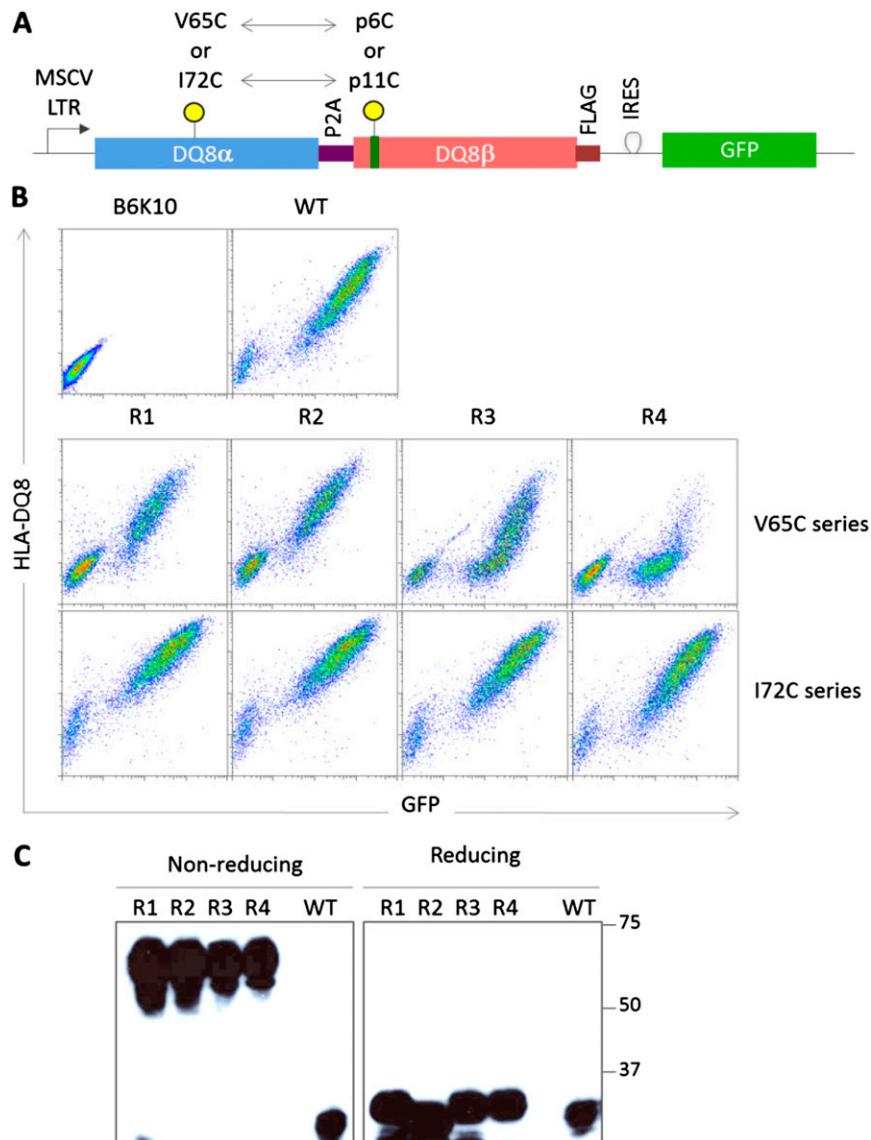 A
V65C p6C
or or
I72C p11C
MSCV
LTR
P2A
FLAG
IRES
DQ8α DQ8β GFP
B
B6K10 WT
R1 R2 R3 R4
HLA-DQ8
V65C series
I72C series
GFP
C
Non-reducing Reducing
R1 R2 R3 R4 WT R1 R2 R3 R4 WT
75
50
37